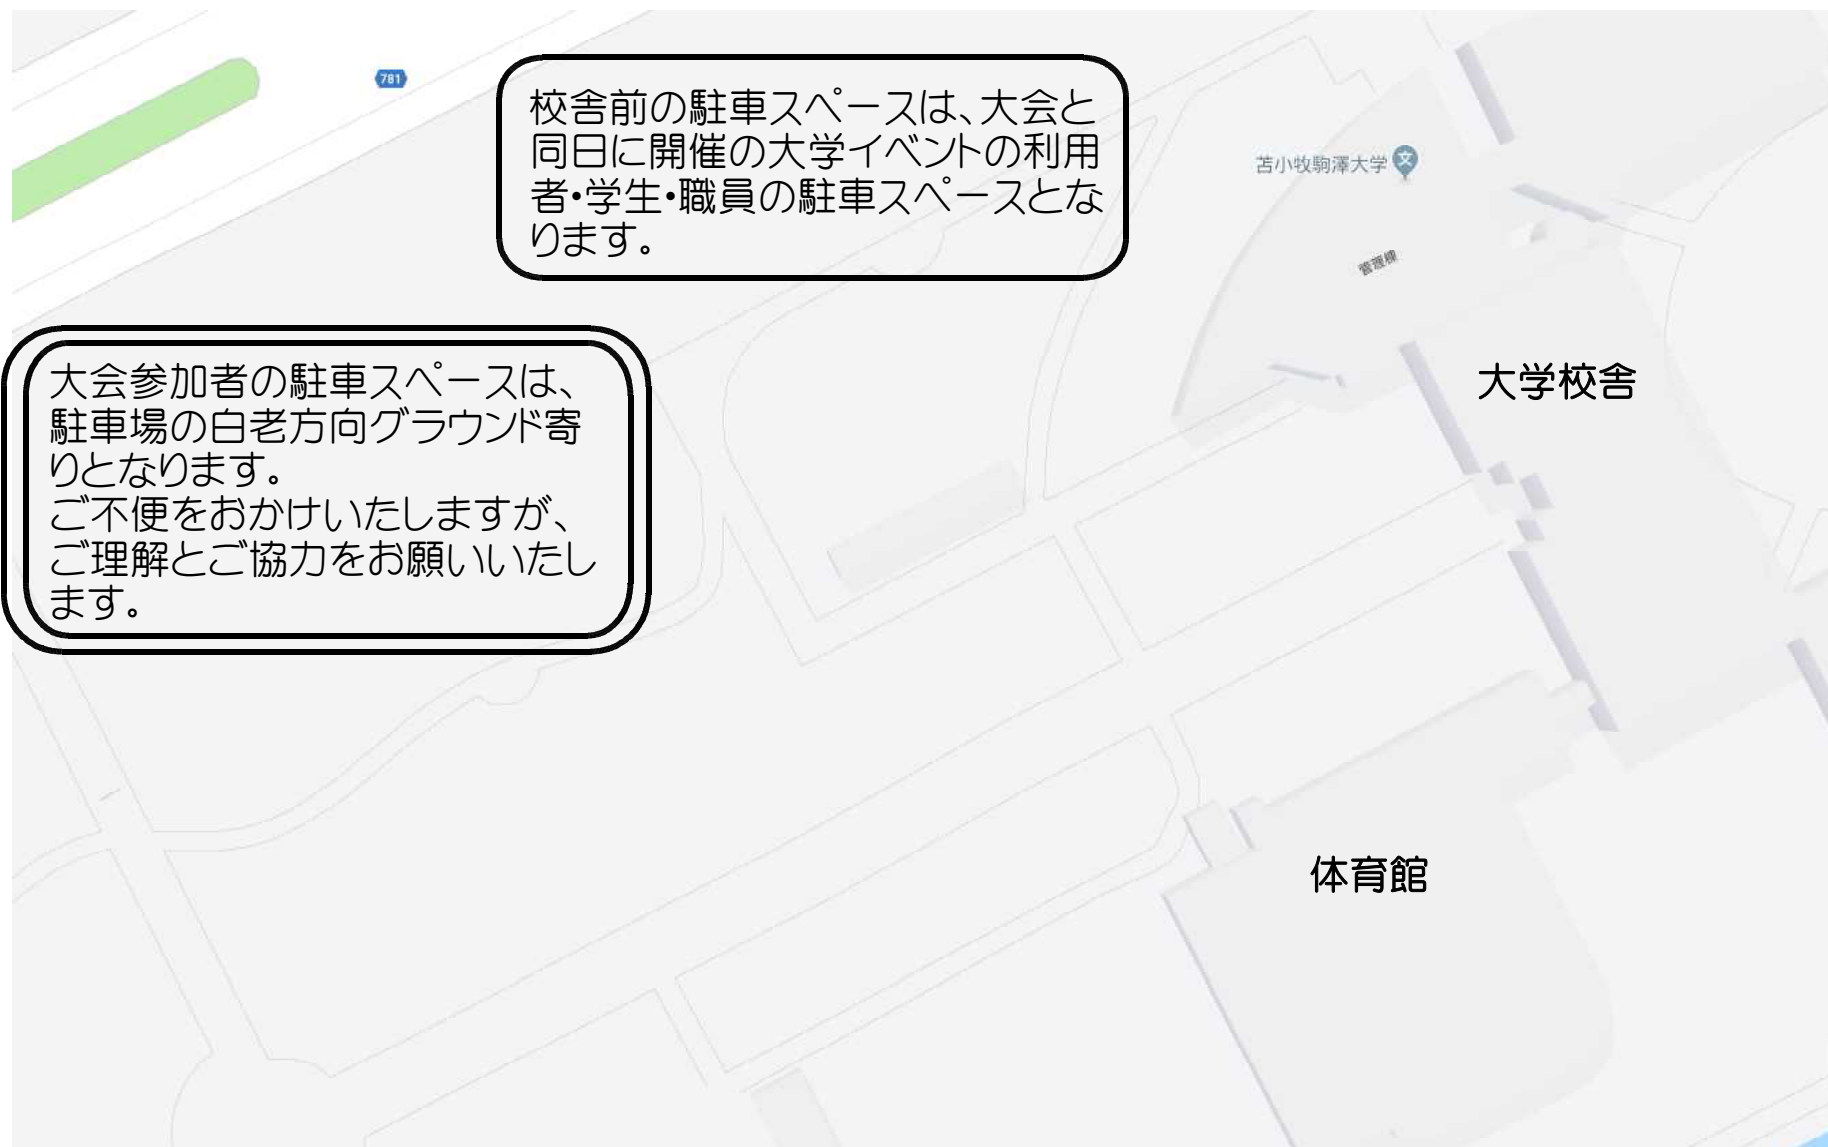 781
校舎前の駐車スペースは、大会と
同日に開催の大学イベントの利用
者・学生・職員の駐車スペースとな
ります。
苫小牧駒澤大学
管理棟
大会参加者の駐車スペースは、
駐車場の白老方向グラウンド寄
りとなります。
ご不便をおかけいたしますが、
ご理解とご協力をお願いいたし
ます。
大学校舎
体育館